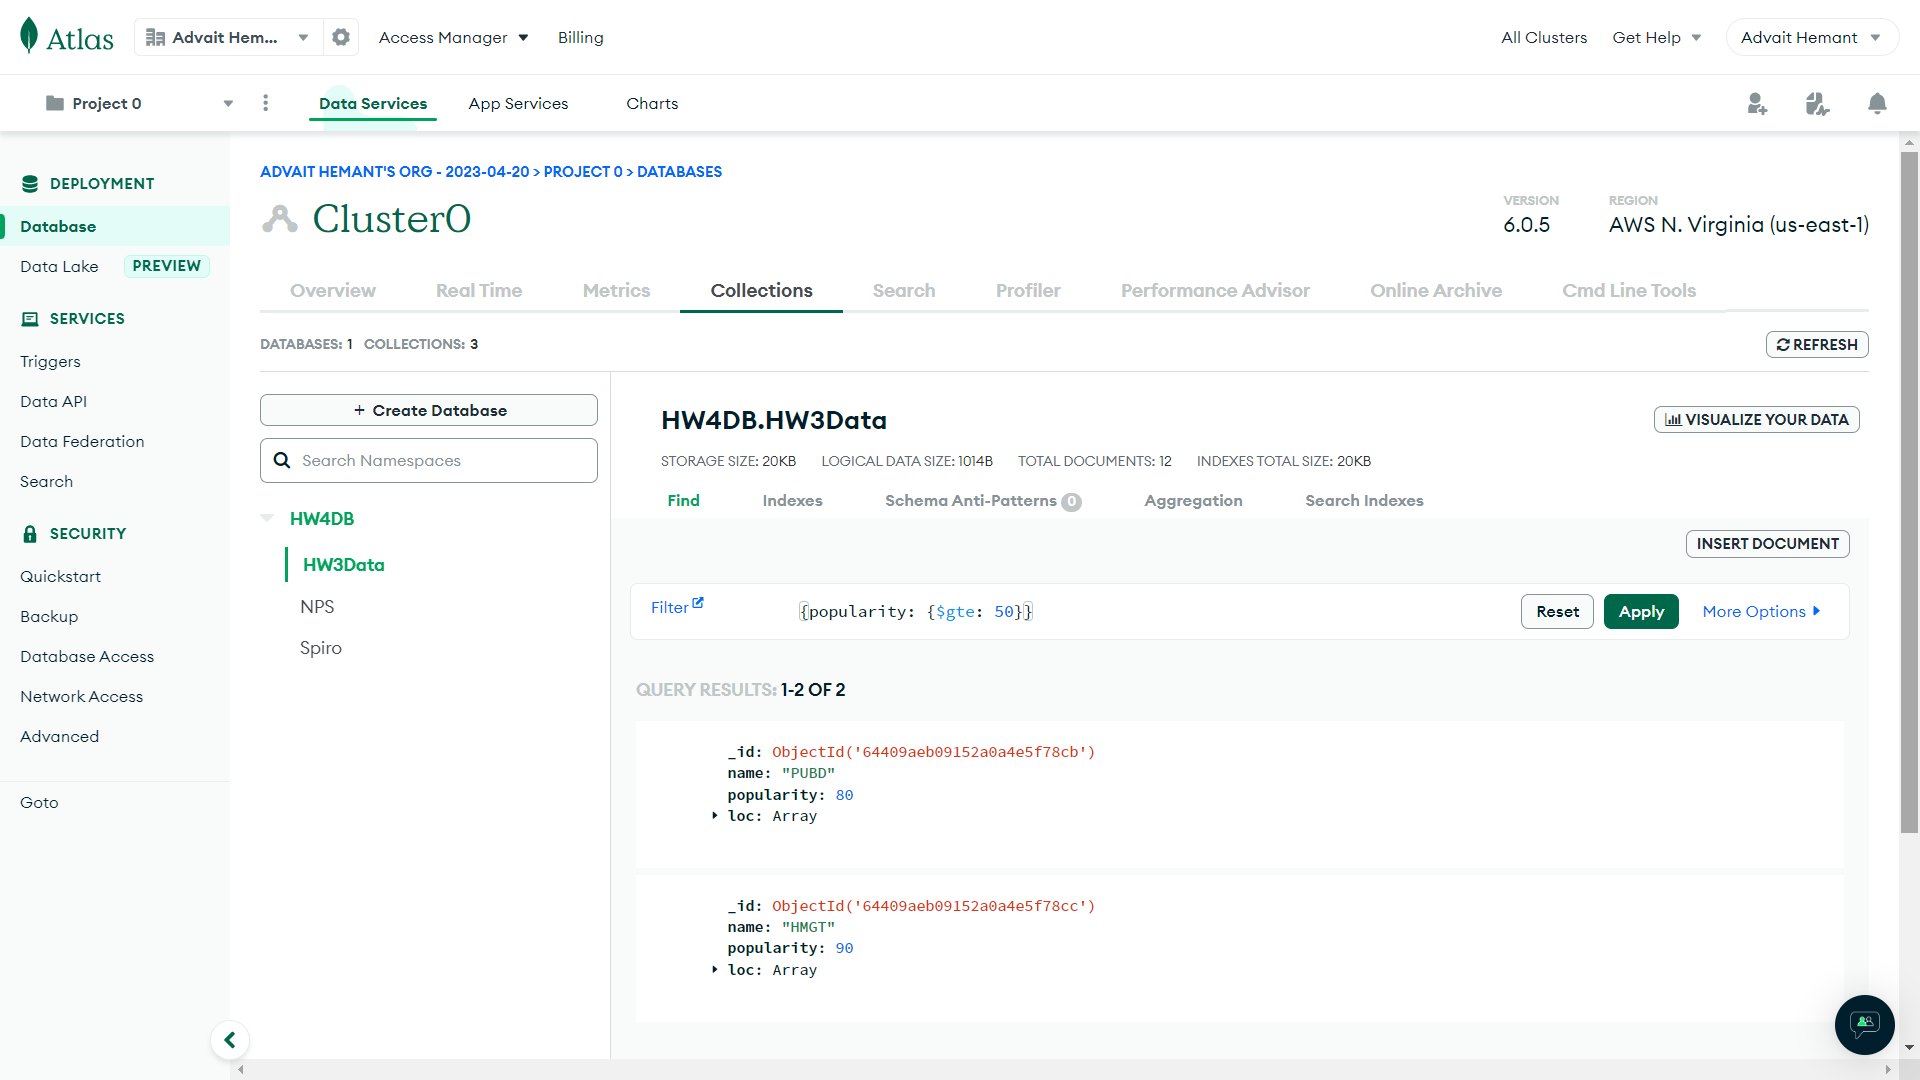 Atlas
Advait Hem...
Access Manager
Billing
All Clusters
Get Help
Advait Hemant
Project 0
Data Services
App Services
Charts
DEPLOYMENT
Database
Data Lake PREVIEW
SERVICES
Triggers
Data API
Data Federation
Search
SECURITY
Quickstart
Backup
Database Access
Network Access
Advanced
Goto
ADVAIT HEMANT'S ORG - 2023-04-20 > PROJECT 0 > DATABASES
Cluster0
VERSION
6.0.5
REGION
AWS N. Virginia (us-east-1)
Overview
Real Time
Metrics
Collections
Search
Profiler
Performance Advisor
Online Archive
Cmd Line Tools
DATABASES: 1 COLLECTIONS: 3
REFRESH
+ Create Database
Search Namespaces
HW4DB
HW3Data
NPS
Spiro
HW4DB.HW3Data
VISUALIZE YOUR DATA
STORAGE SIZE: 20KB LOGICAL DATA SIZE: 1014B TOTAL DOCUMENTS: 12 INDEXES TOTAL SIZE: 20KB
Find
Indexes
Schema Anti-Patterns 0
Aggregation
Search Indexes
INSERT DOCUMENT
Filter
{popularity: {$gte: 50}}
Reset
Apply
More Options
QUERY RESULTS: 1-2 OF 2
_id: ObjectId('64409aeb09152a0a4e5f78cb')
name: "PUBD"
popularity: 80
loc: Array
_id: ObjectId('64409aeb09152a0a4e5f78cc')
name: "HMGT"
popularity: 90
loc: Array